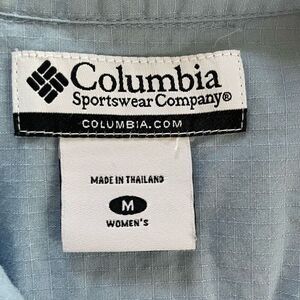 Columbia
Sportswear Company®
COLUMBIA.COM
MADE IN THAILAND
M
WOMEN'S